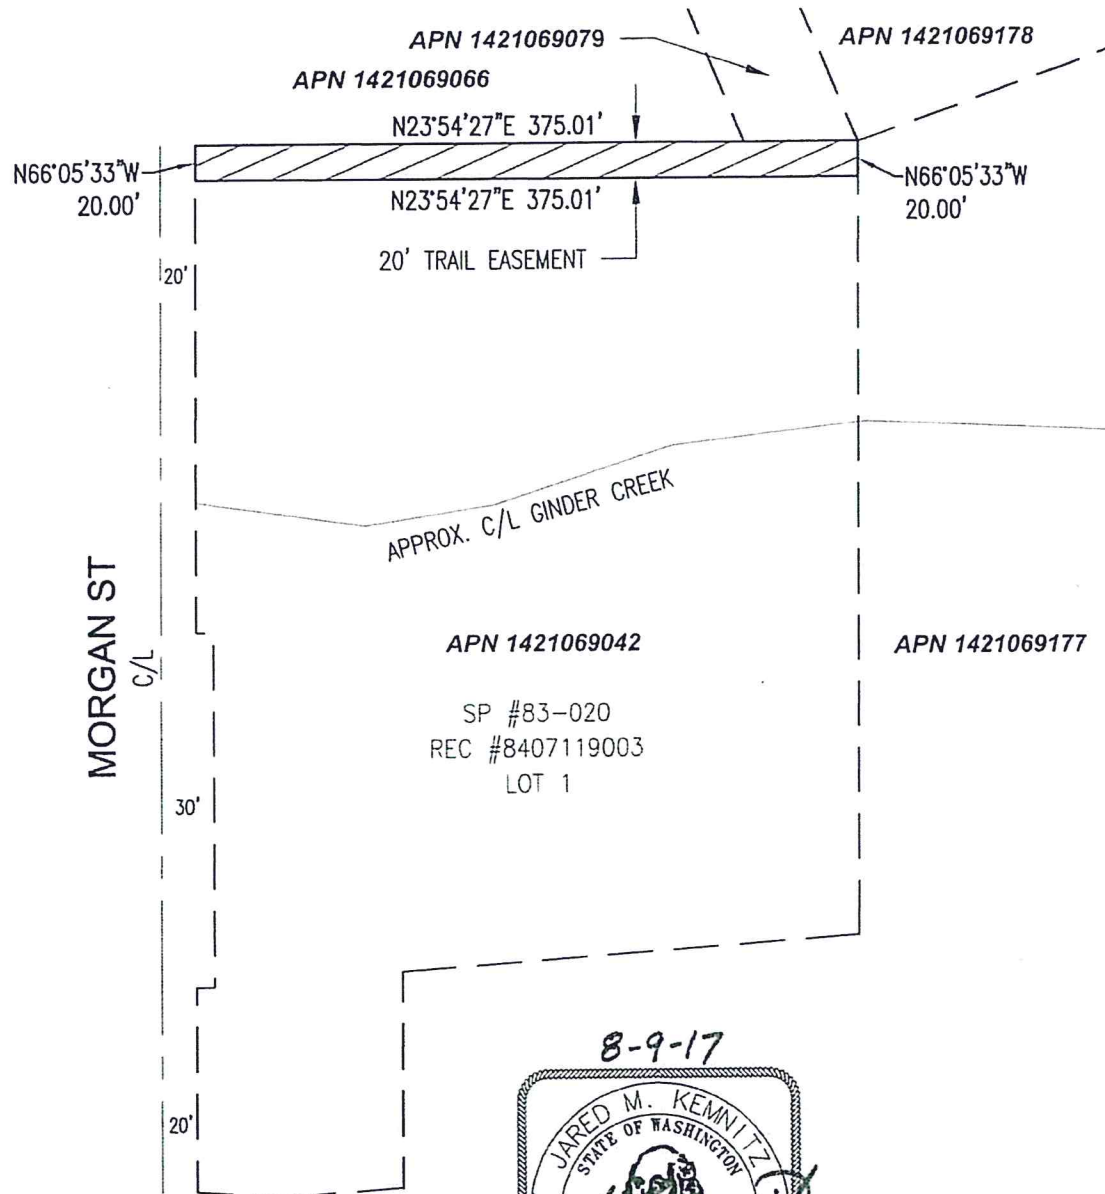 APN 1421069079
APN 1421069178
APN 1421069066
N23°54'27"E 375.01'
N66°05'33"W
20.00'
N66°05'33"W
20.00'
N23°54'27"E 375.01'
20' TRAIL EASEMENT
20'
APPROX. C/L GINDER CREEK
MORGAN ST
C/L
APN 1421069042
APN 1421069177
SP #83-020
REC #8407119003
LOT 1
30'
8-9-17
20'
JARED M. KEMNITZ
STATE OF WASHINGTON